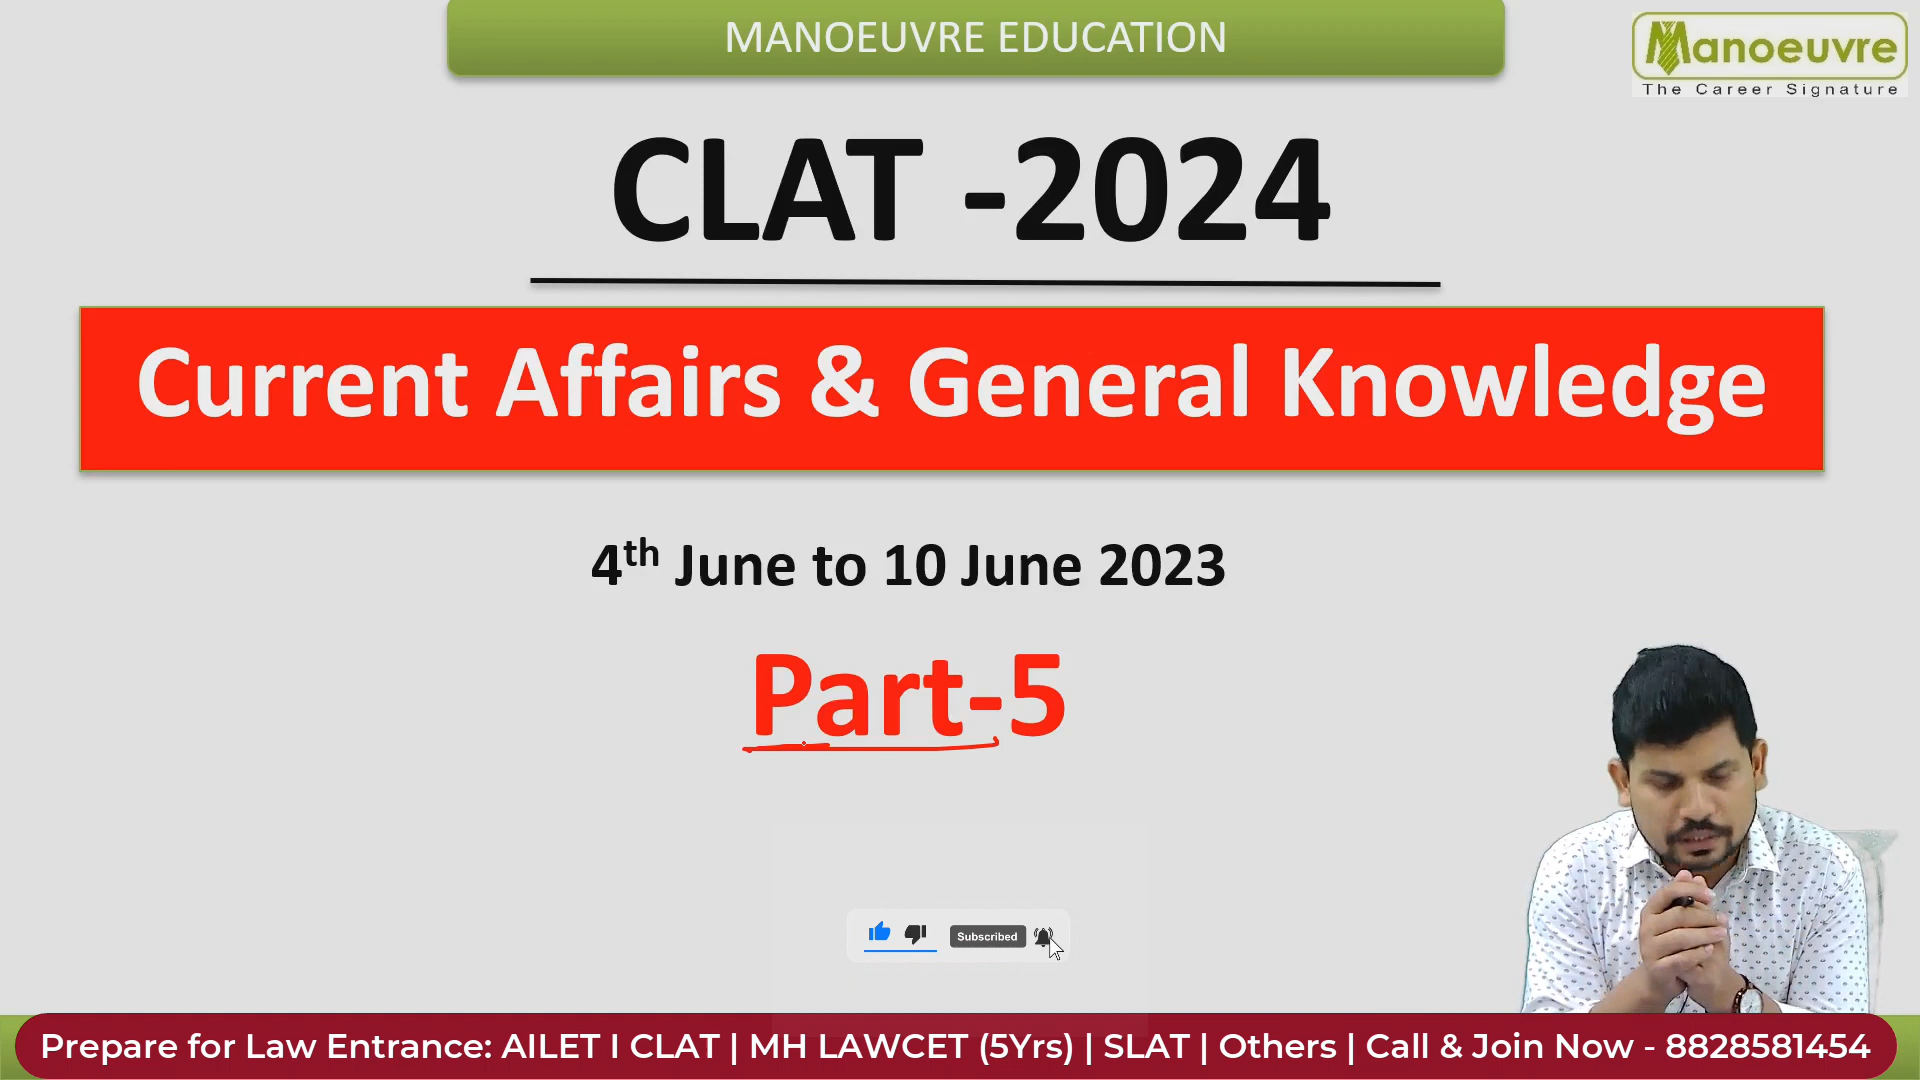 MANOEUVRE EDUCATION
Manoeuvre
The Career Signature
CLAT -2024
Current Affairs & General Knowledge
4th June to 10 June 2023
Part-5
Subscribed
Prepare for Law Entrance: AILET I CLAT | MH LAWCET (5Yrs) | SLAT | Others | Call & Join Now - 8828581454